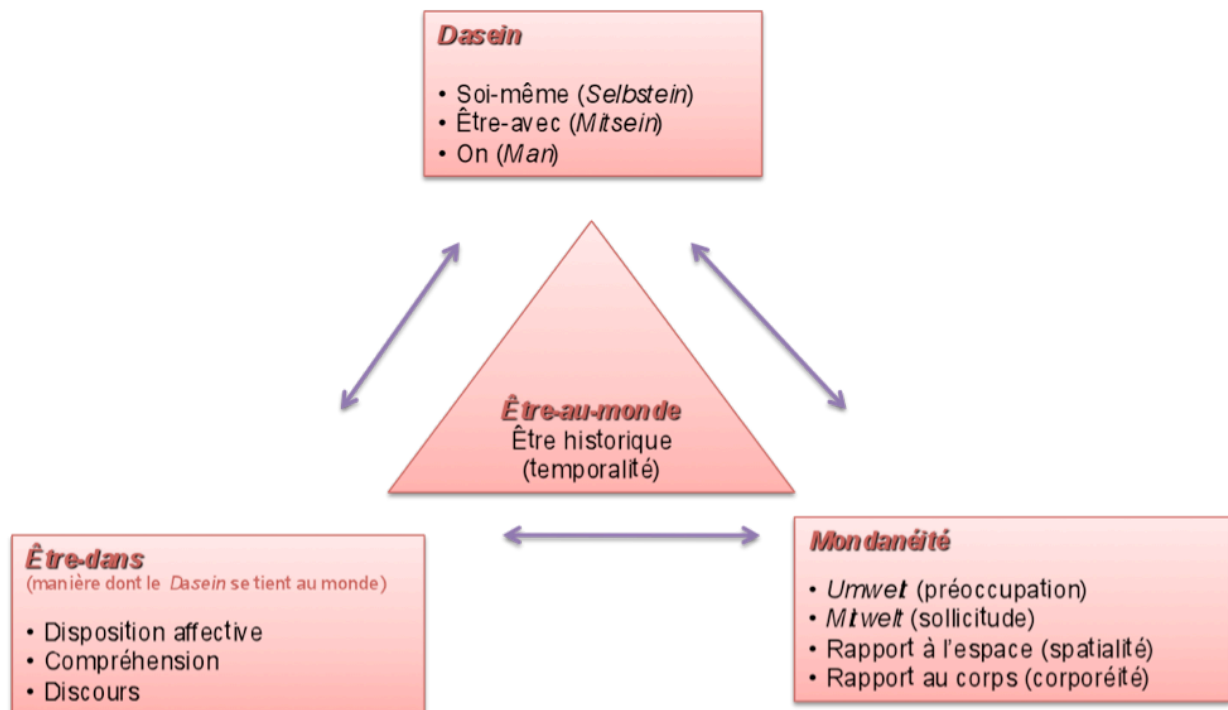 Dasein
• Soi-même (Selbstein)
• Être-avec (Mitsein)
• On (Man)
Être-au-monde
Être historique
(temporalité)
Être-dans
(manière dont le Dasein se tient au monde)
• Disposition affective
• Compréhension
• Discours
Mondanéité
• Umwelt (préoccupation)
• Mitwelt (sollicitude)
• Rapport à l'espace (spatialité)
• Rapport au corps (corporéité)